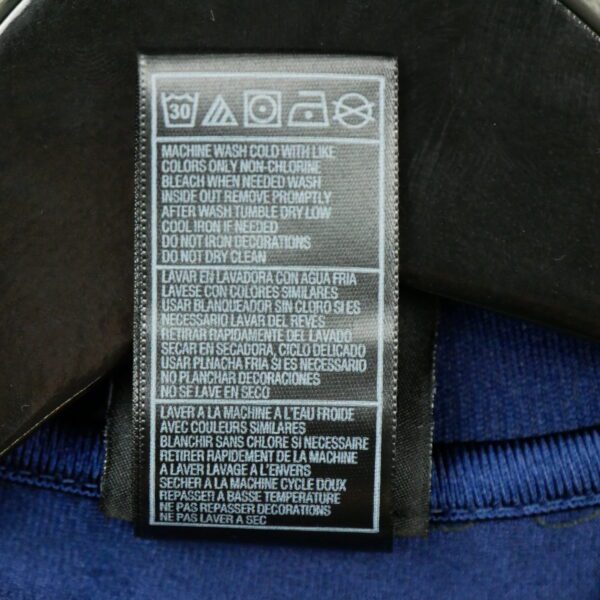 30
MACHINE WASH COLD WITH LIKE
COLORS ONLY NON-CHLORINE
BLEACH WHEN NEEDED WASH
INSIDE OUT REMOVE PROMPTLY
AFTER WASH TUMBLE DRY LOW
COOL IRON IF NEEDED
DO NOT IRON DECORATIONS
DO NOT DRY CLEAN
LAVAR EN LAVADORA CON AGUA FRIA
LAVESE CON COLORES SIMILARES
USAR BLANQUEADOR SIN CLORO SI ES
NECESSARIO LAVAR DEL REVES
RETIRAR RAPIDAMENTE DEL LAVADO
SECAR EN SECADORA, CICLO DELICADO
USAR PLNACHA FRIA SI ES NECESSARIO
NO PLANCHAR DECORACIONES
NO SE LAVE EN SECO
LAVER A LA MACHINE A L'EAU FROIDE
AVEC COULEURS SIMILARES
BLANCHIR SANS CHLORE SI NECESSARE
RETIRER RAPIDEMENT DE LA MACHINE
A LAVER LAVAGE A L'ENVERS
SECHER A LA MACHINE CYCLE DOUX
REPASSER A BASSE TEMPERATURE
NE PAS REPASSER DECORATIONS
NE PAS LAVER A SEC